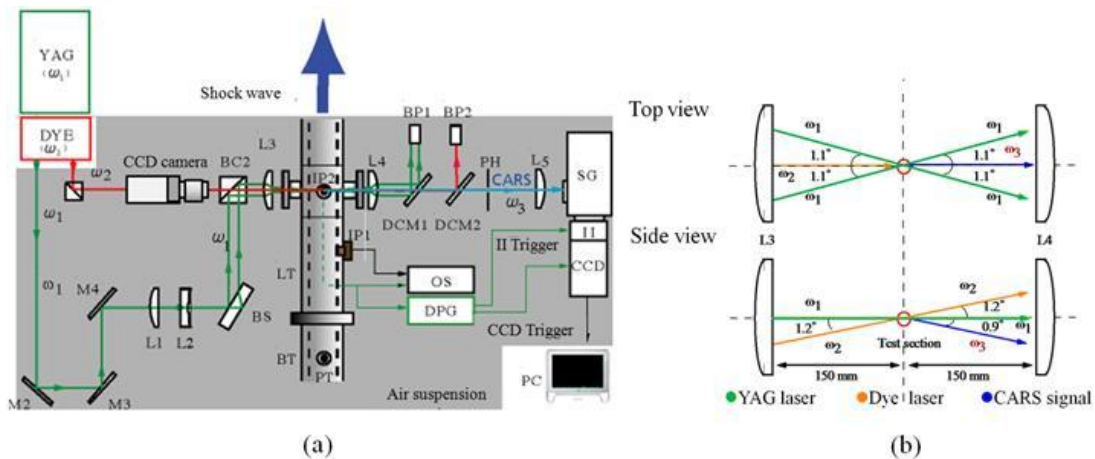 YAG
(ω₁)
Shock wave
BP1 BP2
DYE
(ω₂)
CCD camera
BC2
L3
IP2
L4
PH
L5
SG
CARS
ω₂
ω₁
ω₁
DCM1
DCM2
ω₃
IP1
II Trigger
II
CCD
ω₁
M4
LT
OS
DPG
L1 L2
BS
CCD Trigger
BT
PT
PC
M2
M3
Air suspension
(a)
Top view
ω₁
ω₁
1.1°
ω₃
1.1°
ω₂
1.1°
1.1°
ω₁
ω₁
Side view
L3
L4
ω₁
ω₂
1.2°
1.2°
0.9°
ω₁
ω₂
Test section
ω₃
150 mm
150 mm
YAG laser
Dye laser
CARS signal
(b)